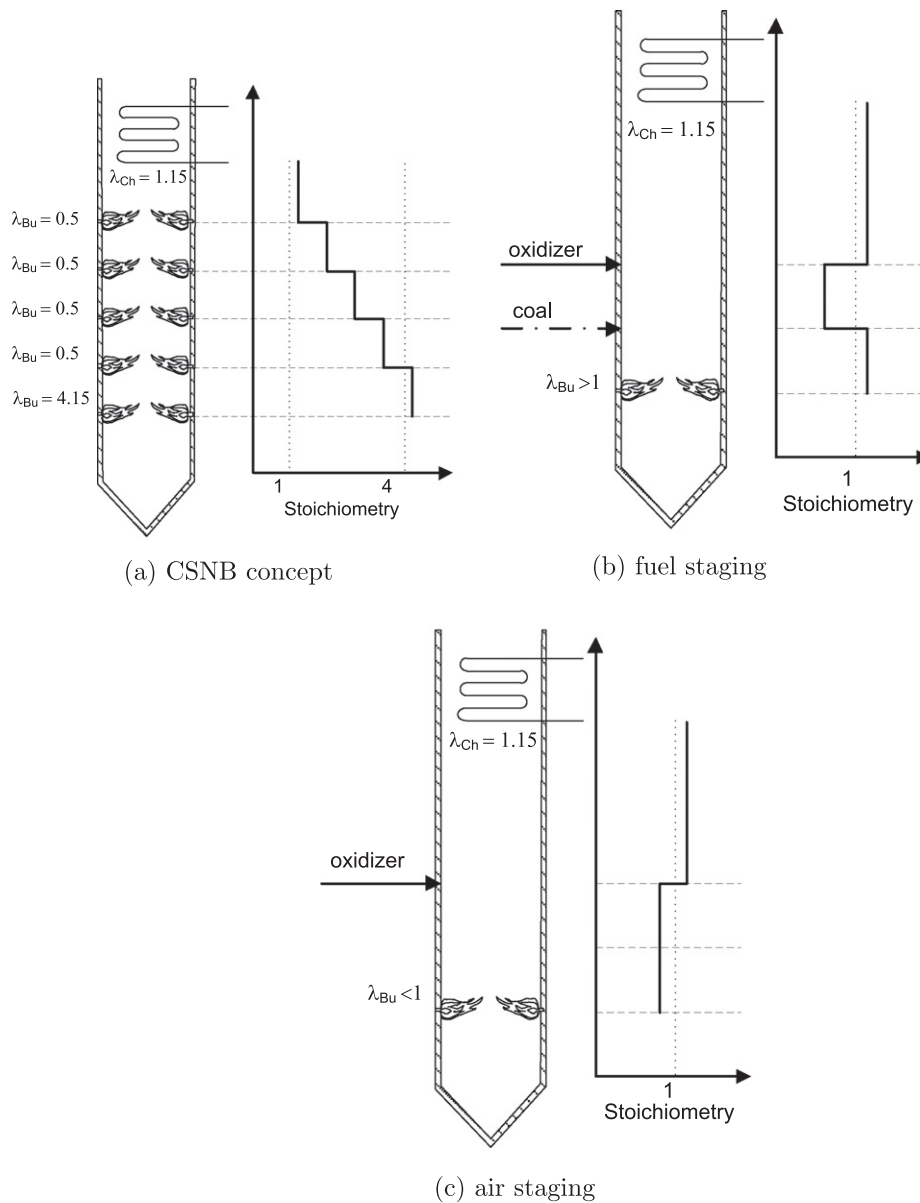 λCh = 1.15
λBu = 0.5
λBu = 0.5
λBu = 0.5
λBu = 0.5
λBu = 4.15
1
4
Stoichiometry
(a) CSNB concept
λCh = 1.15
oxidizer
coal
λBu >1
1
Stoichiometry
(b) fuel staging
λCh = 1.15
oxidizer
λBu <1
1
Stoichiometry
(c) air staging